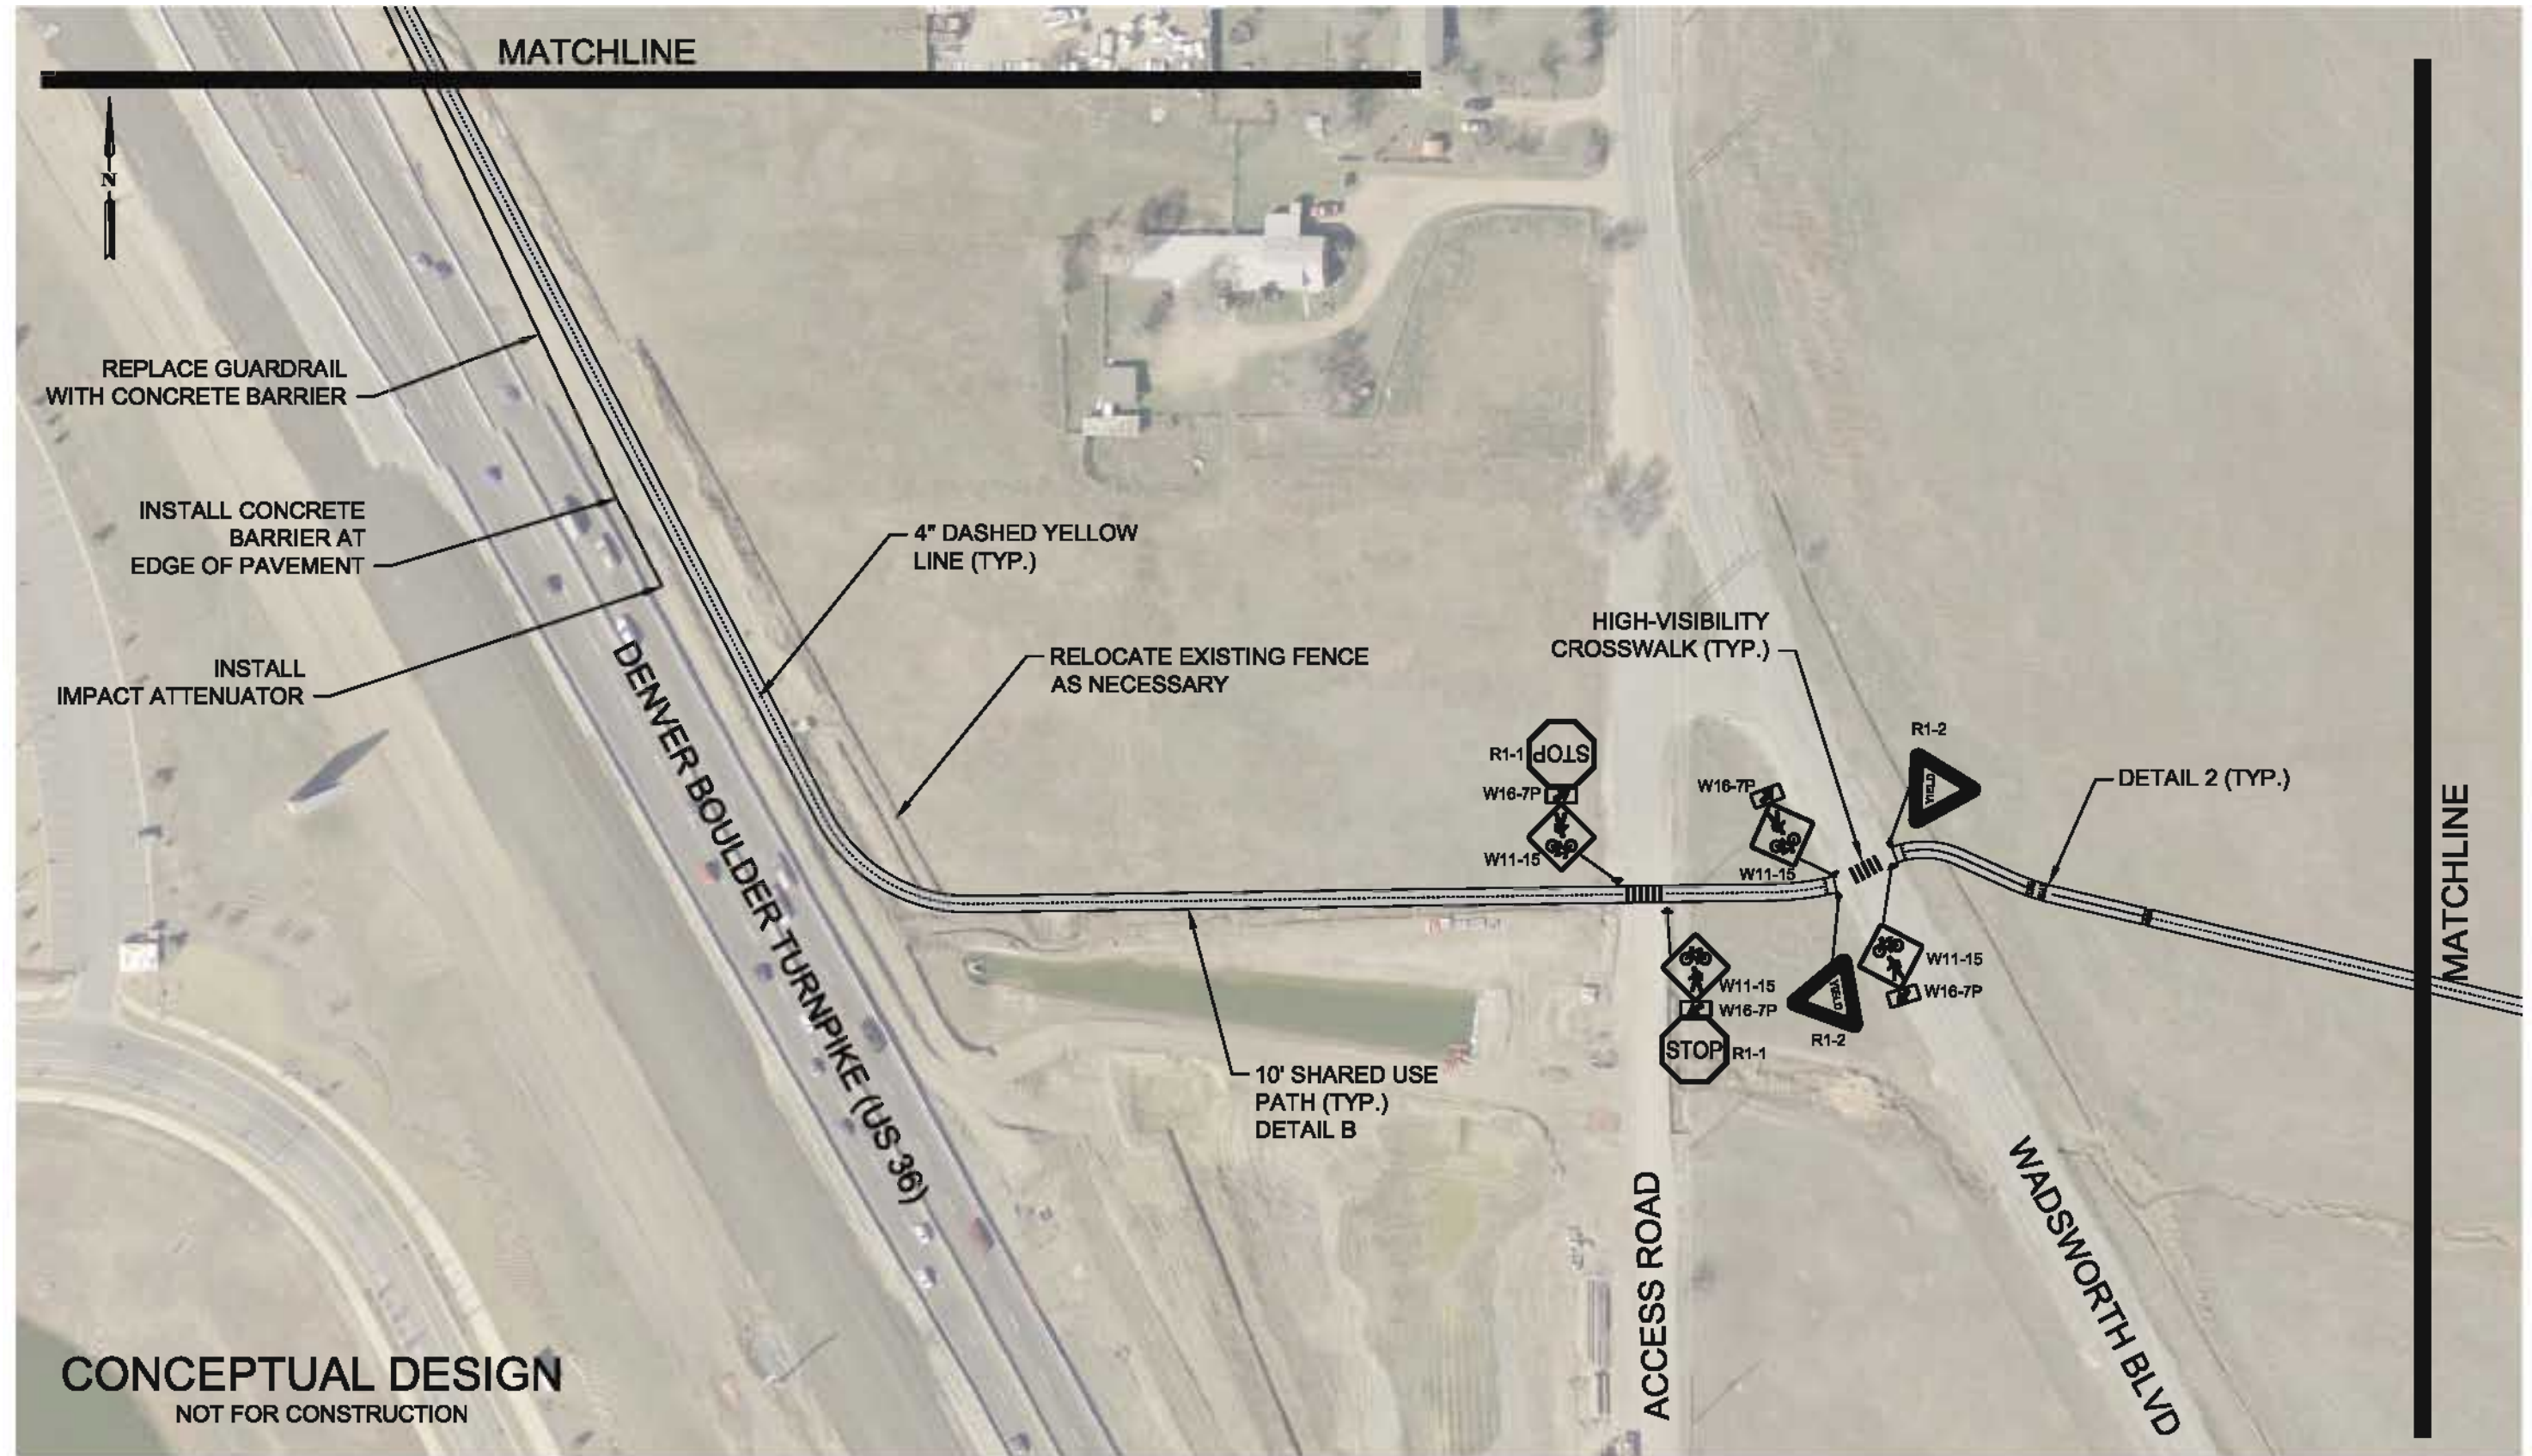 MATCHLINE
N
REPLACE GUARDRAIL
WITH CONCRETE BARRIER
INSTALL CONCRETE
BARRIER AT
EDGE OF PAVEMENT
INSTALL
IMPACT ATTENUATOR
4" DASHED YELLOW
LINE (TYP.)
RELOCATE EXISTING FENCE
AS NECESSARY
HIGH-VISIBILITY
CROSSWALK (TYP.)
DENVER BOULDER TURNPIKE (US 36)
R1-1
STOP
W16-7P
W11-15
W16-7P
W11-15
R1-2
YIELD
DETAIL 2 (TYP.)
MATCHLINE
W11-15
W16-7P
STOP
R1-1
YIELD
R1-2
W11-15
W16-7P
10' SHARED USE
PATH (TYP.)
DETAIL B
ACCESS ROAD
WADSWORTH BLVD
CONCEPTUAL DESIGN
NOT FOR CONSTRUCTION